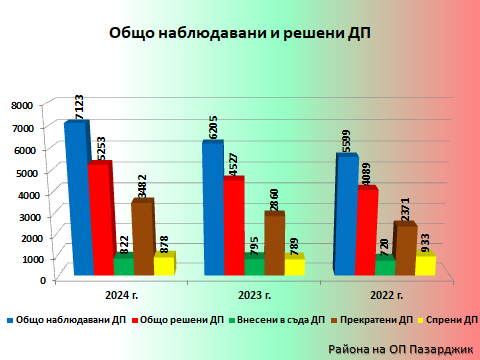 Общо наблюдавани и решени ДП
8000
7000
6000
5000
4000
3000
2000
1000
0
7123
5253
822
3482
878
6205
4527
795
2860
789
5599
4089
720
2371
933
2024 г.
2023 г.
2022 г.
Общо наблюдавани ДП
Общо решени ДП
Внесени в съда ДП
Прекратени ДП
Спрени ДП
Района на ОП Пазарджик